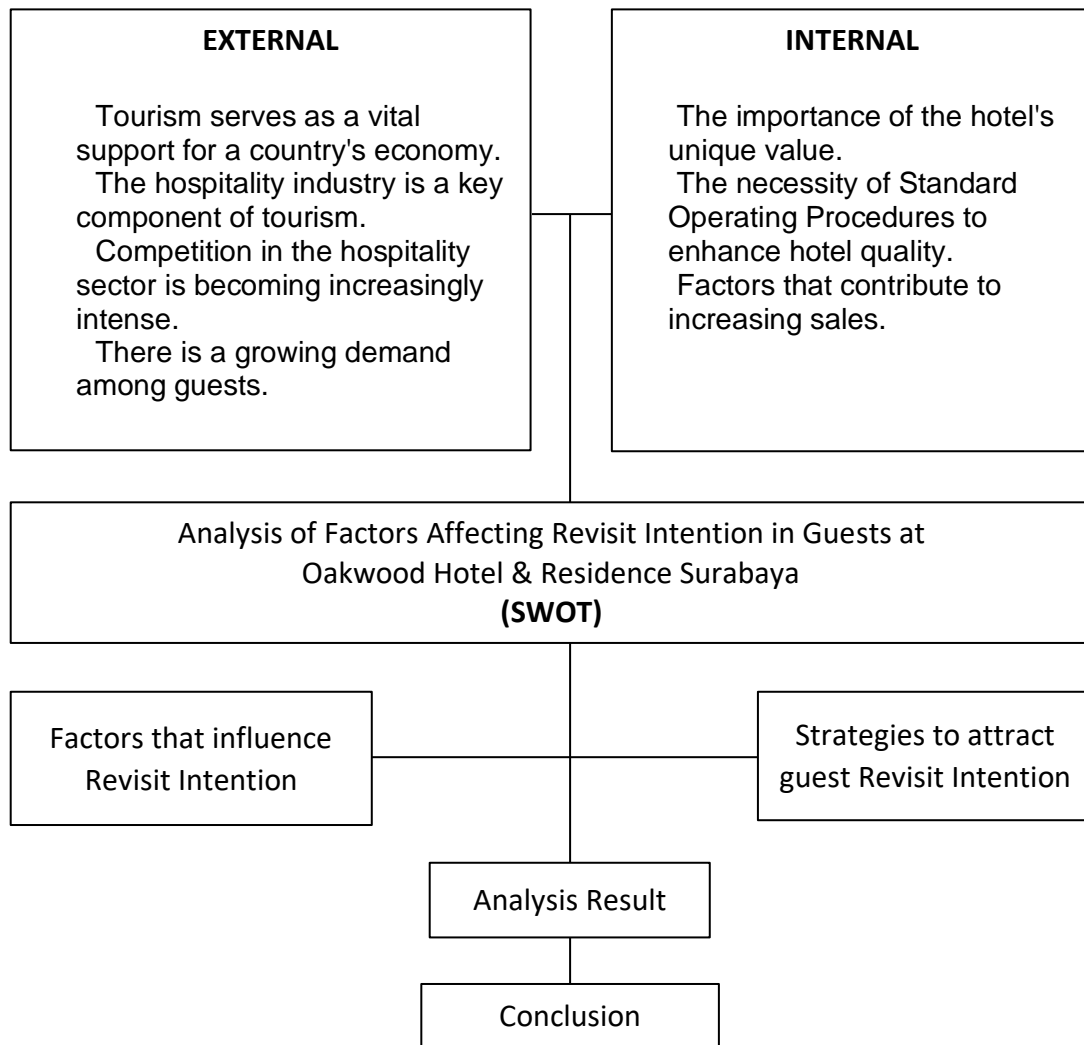 EXTERNAL
Tourism serves as a vital
support for a country's economy.
The hospitality industry is a key
component of tourism.
Competition in the hospitality
sector is becoming increasingly
intense.
There is a growing demand
among guests.
INTERNAL
The importance of the hotel's
unique value.
The necessity of Standard
Operating Procedures to
enhance hotel quality.
Factors that contribute to
increasing sales.
Analysis of Factors Affecting Revisit Intention in Guests at
Oakwood Hotel & Residence Surabaya
(SWOT)
Factors that influence
Revisit Intention
Strategies to attract
guest Revisit Intention
Analysis Result
Conclusion